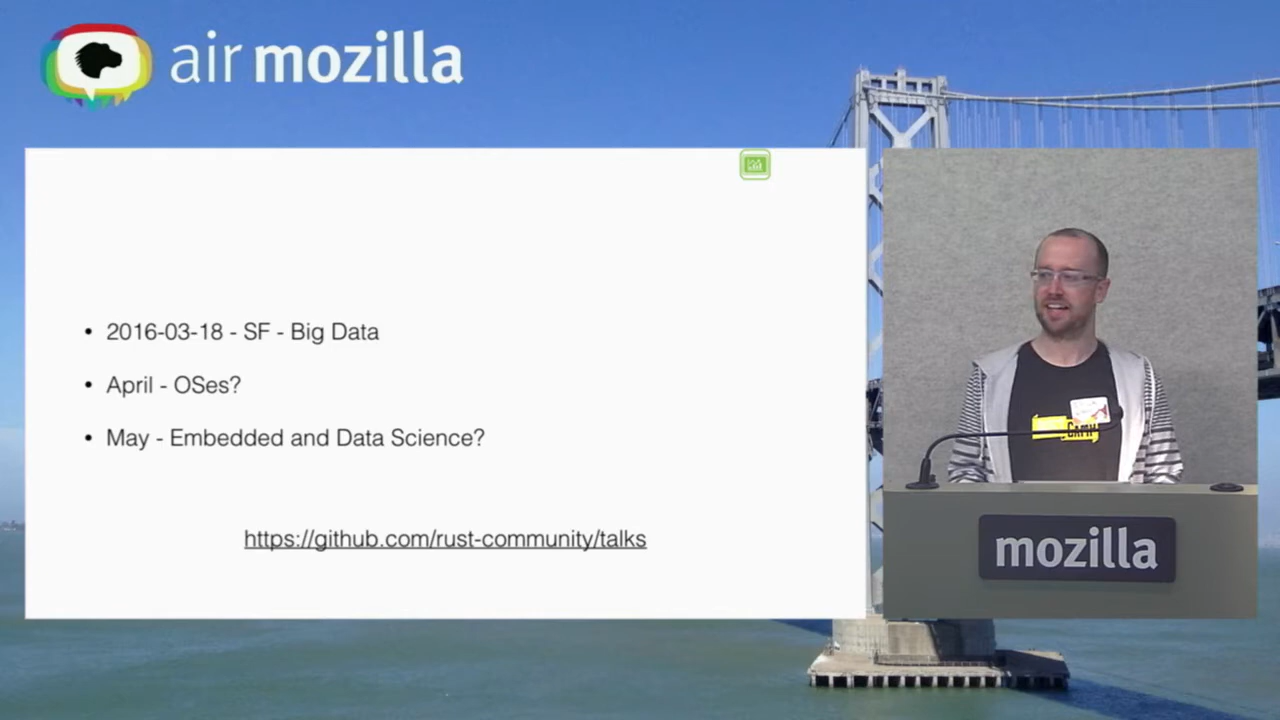 air mozilla
• 2016-03-18 - SF - Big Data
• April - OSes?
• May - Embedded and Data Science?
https://github.com/rust-community/talks
mozilla